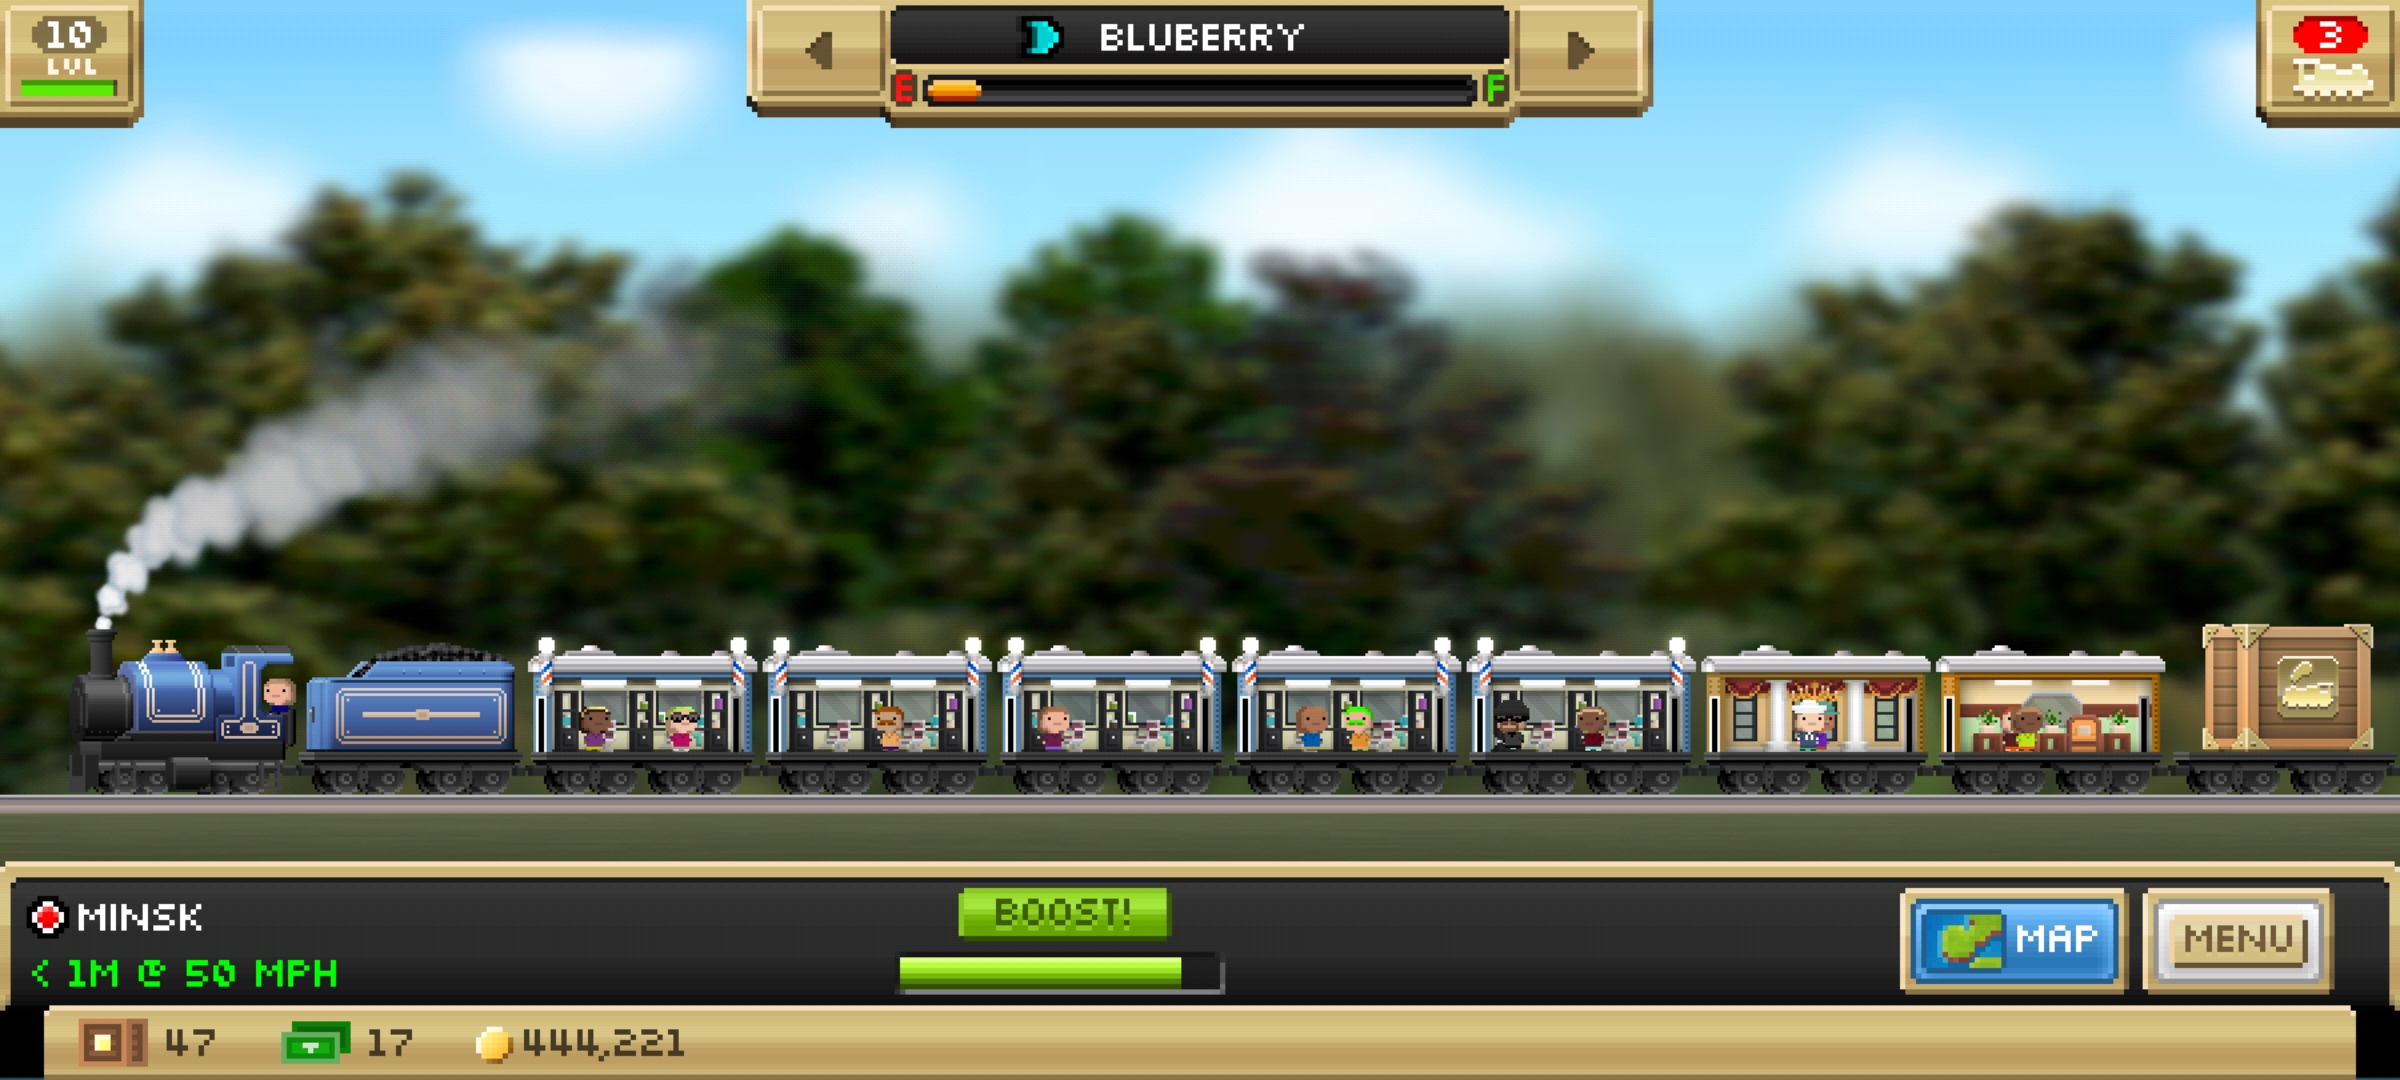 10
LVL
BLUBERRY
E
F
3
MINSK
< 1M @ 50 MPH
BOOST!
MAP
MENU
47
17
444,221